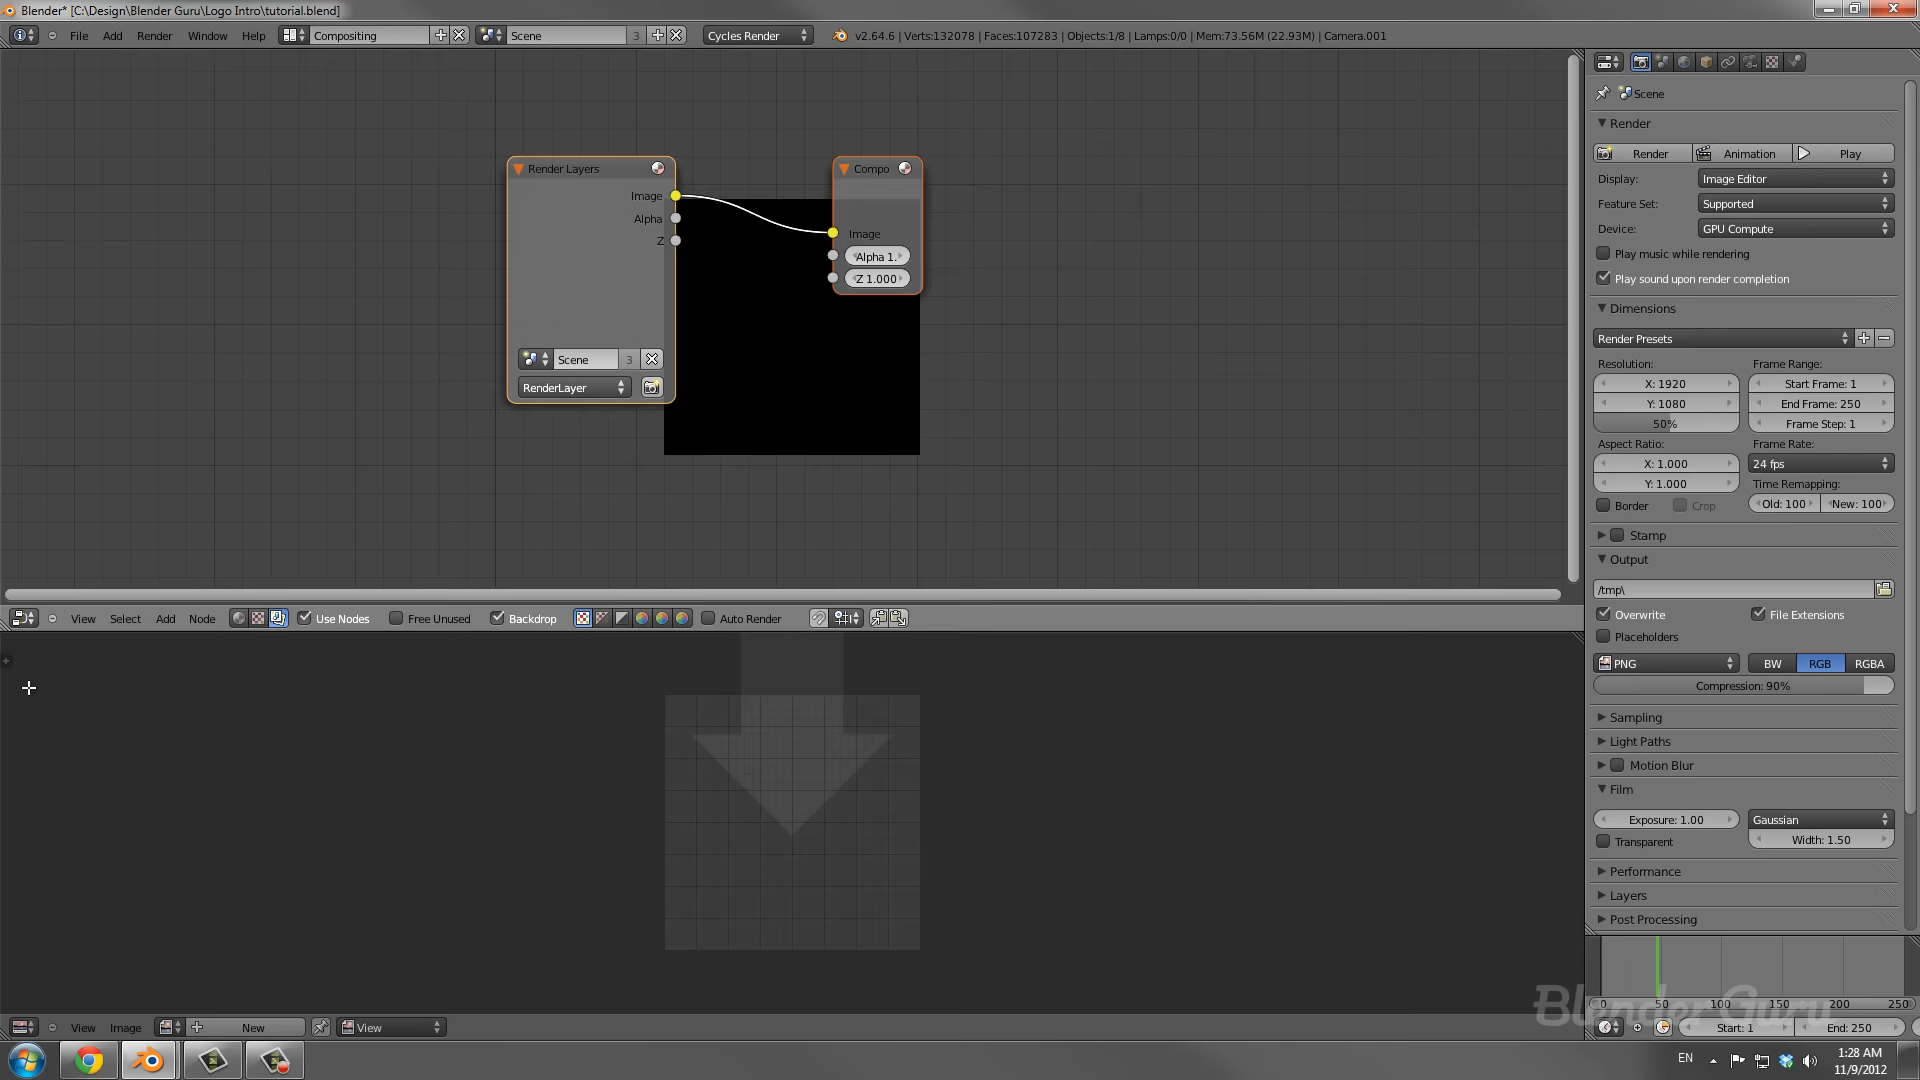 Blender* [C:\Design\Blender Guru\Logo Intro\tutorial.blend]
File Add Render Window Help Compositing Scene 3 Cycles Render v2.64.6 | Verts:132078 | Faces:107283 | Objects:1/8 | Lamps:0/0 | Mem:73.56M (22.93M) | Camera.001
Render Layers
Image
Alpha
Z
Scene 3
RenderLayer
Compo
Image
Alpha 1.
Z 1.000
View Select Add Node Use Nodes Free Unused Backdrop Auto Render
View Image New View
Scene
Render
Render Animation Play
Display: Image Editor
Feature Set: Supported
Device: GPU Compute
Play music while rendering
Play sound upon render completion
Dimensions
Render Presets
Resolution: Frame Range:
X: 1920 Start Frame: 1
Y: 1080 End Frame: 250
50% Frame Step: 1
Aspect Ratio: Frame Rate:
X: 1.000 24 fps
Y: 1.000 Time Remapping:
Border Crop Old: 100 New: 100
Stamp
Output
/tmp\
Overwrite File Extensions
Placeholders
PNG BW RGB RGBA
Compression: 90%
Sampling
Light Paths
Motion Blur
Film
Exposure: 1.00 Gaussian
Transparent Width: 1.50
Performance
Layers
Post Processing
0 50 100 150 200 250
Blender Guru
Start: 1 End: 250
EN 1:28 AM
11/9/2012